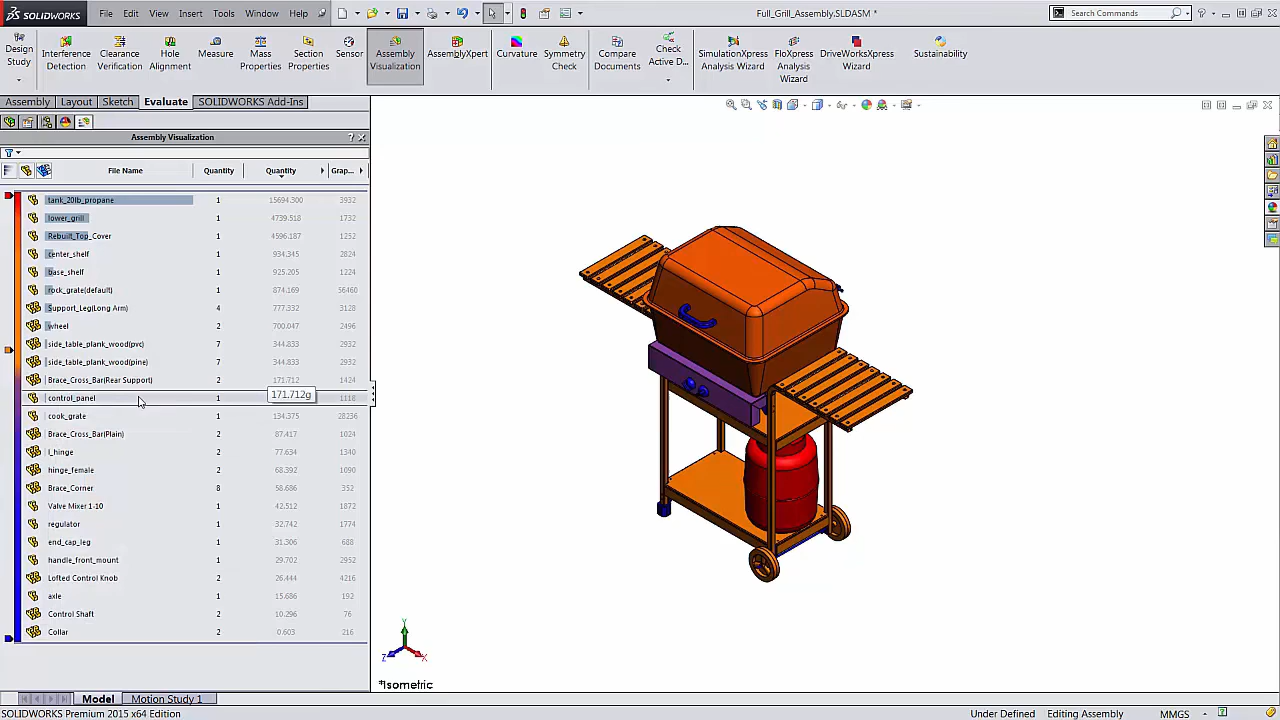 SOLIDWORKS File Edit View Insert Tools Window Help Full_Grill_Assembly.SLDASM * Search Commands
Design Study Interference Detection Clearance Verification Hole Alignment Measure Mass Properties Section Properties Sensor Assembly Visualization AssemblyXpert Curvature Symmetry Check Compare Documents Check Active D... SimulationXpress Analysis Wizard FloXpress Analysis Wizard DriveWorksXpress Wizard Sustainability
Assembly Layout Sketch Evaluate SOLIDWORKS Add-Ins
Assembly Visualization
File Name Quantity Quantity Grap...
tank_20lb_propane 1 15694.300 3932
lower_grill 1 4739.518 1732
Rebuilt_Top_Cover 1 4596.187 1252
center_shelf 1 934.345 2824
base_shelf 1 925.205 1224
rock_grate(default) 1 874.169 56460
Support_Leg(Long Arm) 4 777.332 3128
wheel 2 700.047 2496
side_table_plank_wood(pvc) 7 344.833 2932
side_table_plank_wood(pine) 7 344.833 2932
Brace_Cross_Bar(Rear Support) 2 171.712 1424
control_panel 1 171.712g 1118
cook_grate 1 134.375 28236
Brace_Cross_Bar(Plain) 2 87.417 1024
l_hinge 2 77.634 1340
hinge_female 2 68.392 1090
Brace_Corner 8 58.686 352
Valve Mixer 1-10 1 42.512 1872
regulator 1 32.742 1774
end_cap_leg 1 31.306 688
handle_front_mount 1 29.702 2952
Lofted Control Knob 2 26.444 4216
axle 1 15.686 192
Control Shaft 2 10.296 76
Collar 2 0.603 216
Y
Z X
*Isometric
Model Motion Study 1
SOLIDWORKS Premium 2015 x64 Edition Under Defined Editing Assembly MMGS